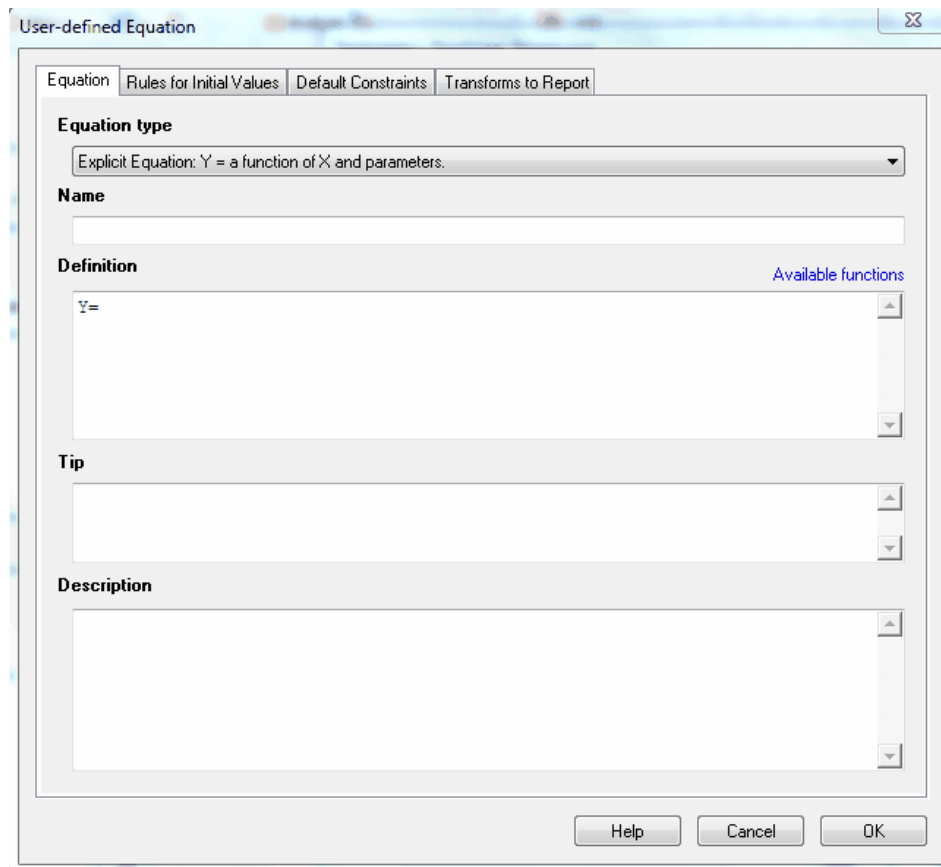 User-defined Equation
Equation
Rules for Initial Values
Default Constraints
Transforms to Report
Equation type
Explicit Equation: Y = a function of X and parameters.
Name
Definition
Available functions
Y=
Tip
Description
Help
Cancel
OK